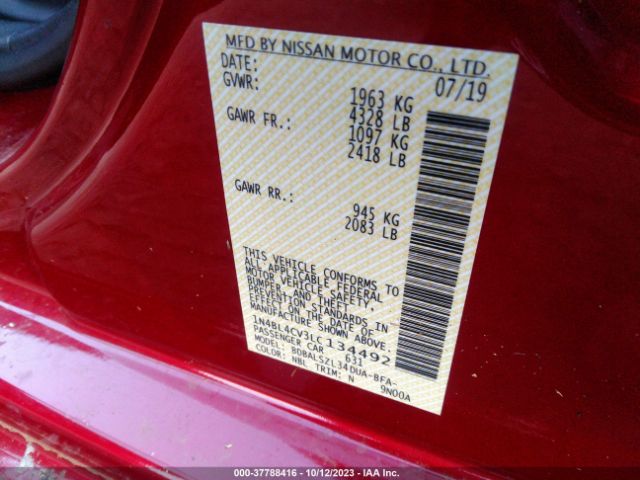 MFD BY NISSAN MOTOR CO., LTD.
DATE: 07/19
GVWR: 1963 KG
4328 LB
GAWR FR.: 1097 KG
2418 LB
GAWR RR.: 945 KG
2083 LB
THIS VEHICLE CONFORMS TO
ALL APPLICABLE FEDERAL
MOTOR VEHICLE SAFETY,
BUMPER, AND THEFT
PREVENTION STANDARDS IN
EFFECT ON THE DATE OF
MANUFACTURE SHOWN ABOVE.
1N4BL4CV3LC134492
PASSENGER CAR 631
MODEL: BDBALSZL34DUA-BFA-
COLOR: NBL TRIM: N 9N00A
000-37788416 - 10/12/2023 - IAA Inc.